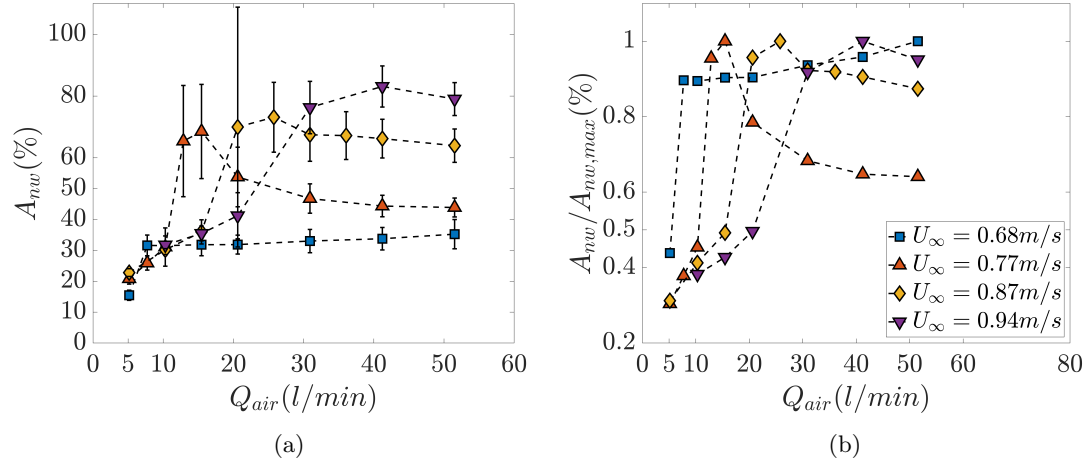 100
80
60
50
40
30
20
10
0
A_{nw}(%)
0 5 10 20 30 40 50 60
Q_{air}(l/min)
(a)
1
0.8
0.6
0.5
0.4
0.2
A_{nw}/A_{nw,max}(%)
U_∞ = 0.68m/s
U_∞ = 0.77m/s
U_∞ = 0.87m/s
U_∞ = 0.94m/s
0 5 10 20 30 40 50 60 80
Q_{air}(l/min)
(b)